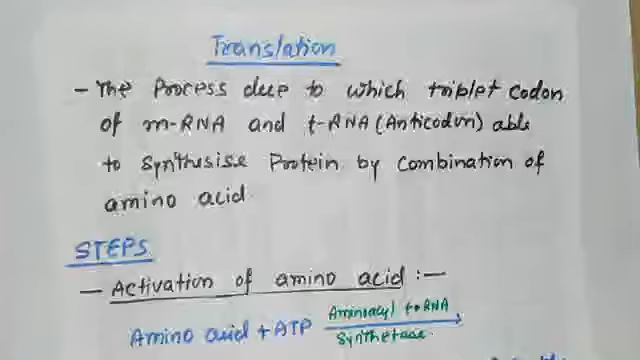 Translation
- The Process due to which triplet codon
of m-RNA and t-RNA (Anticodon) able
to Synthesise Protein by Combination of
amino acid
STEPS
- Activation of amino acid :-
Amino acid + ATP Aminoacyl t-RNA
Synthetase